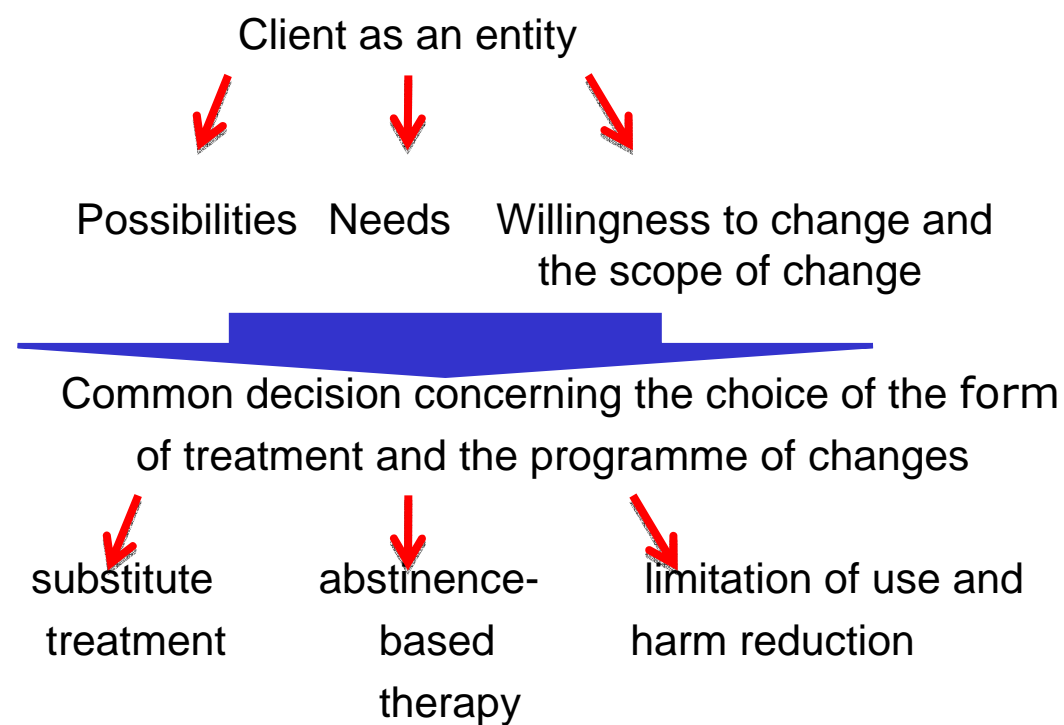 Client as an entity
Possibilities Needs Willingness to change and
the scope of change
Common decision concerning the choice of the form
of treatment and the programme of changes
substitute abstinence- limitation of use and
treatment based harm reduction
therapy